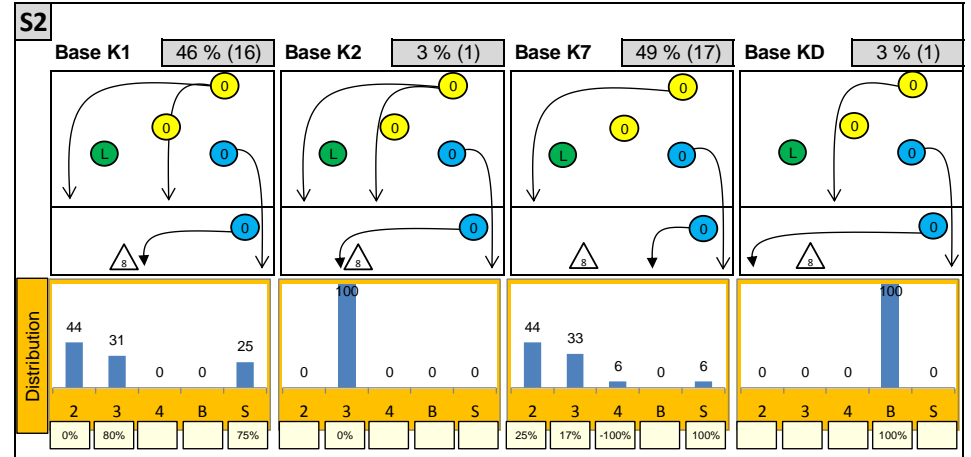 S2
Base K1 46 % (16) Base K2 3 % (1) Base K7 49 % (17) Base KD 3 % (1)
0 0 0 0
0 0 0 0
L 0 L 0 L 0 L 0
0 0 0 0
8 8 8 8
Distribution
44 31 0 0 25
0 100 0 0 0
44 33 6 0 6
0 0 0 100 0
2 3 4 B S 2 3 4 B S 2 3 4 B S 2 3 4 B S
0% 80% 75% 0% 25% 17% -100% 100% 100%